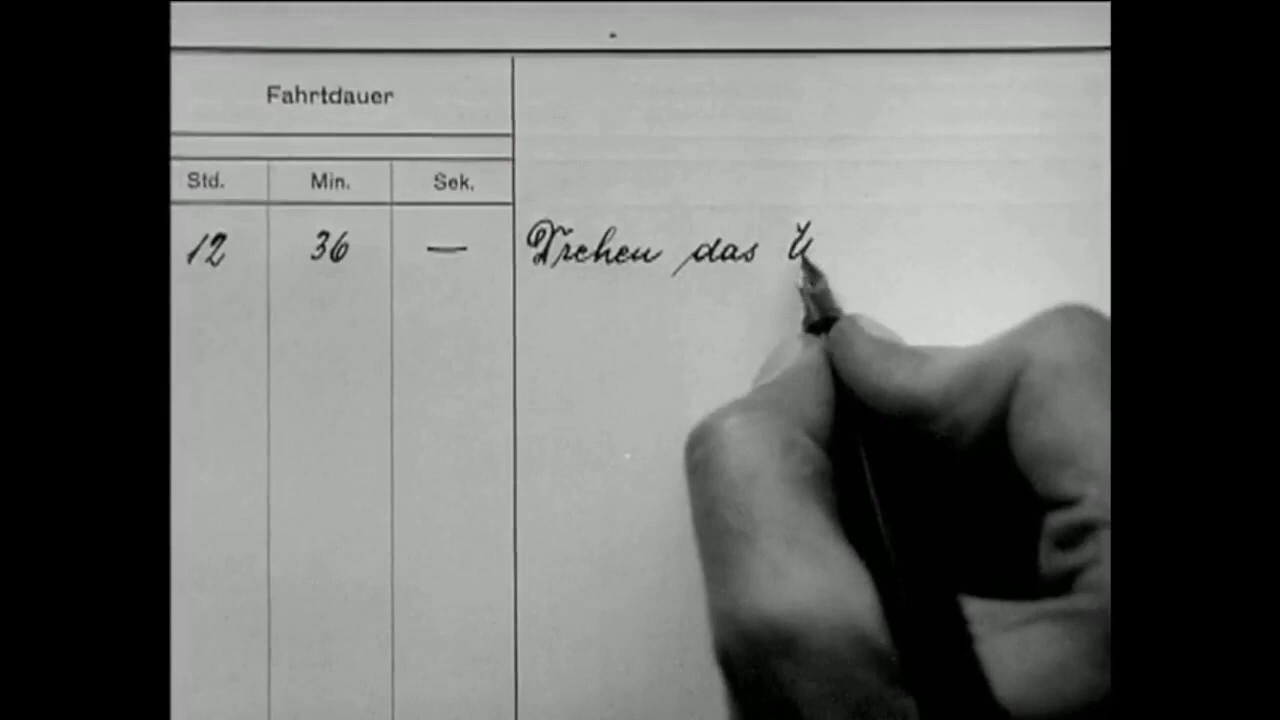 Fahrtdauer
Std. Min. Sek.
12 36 — Drehen das